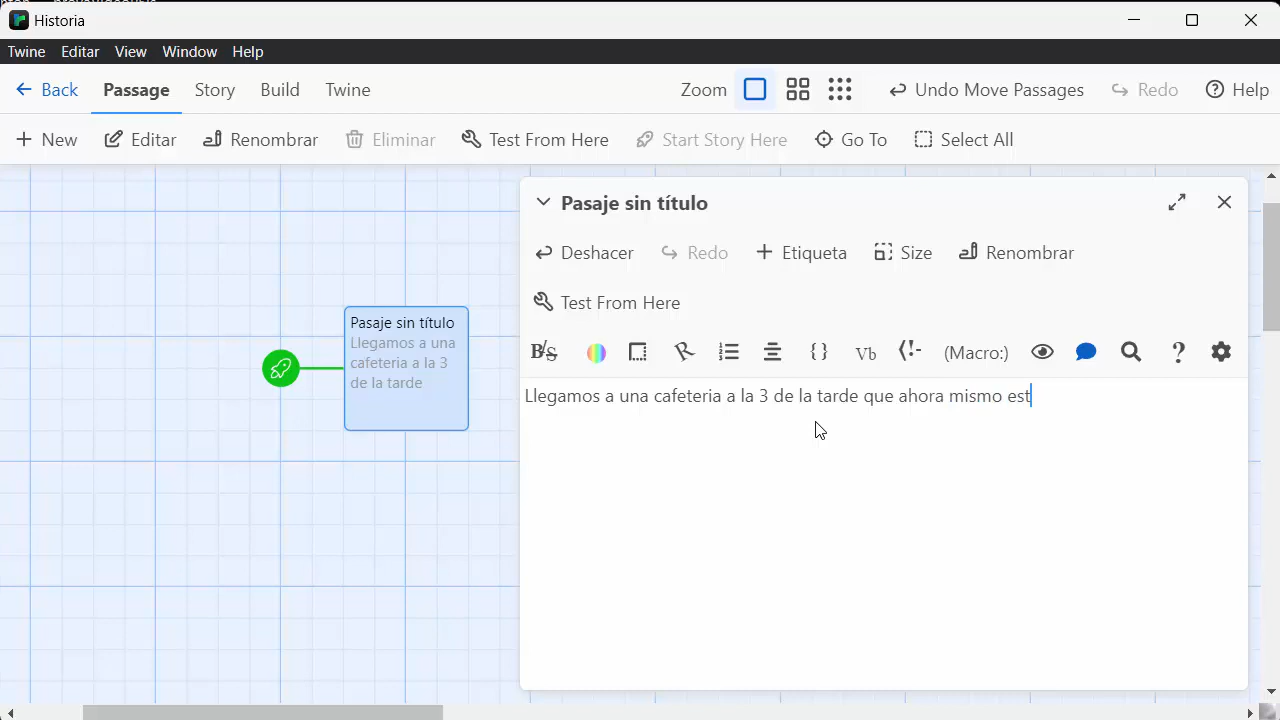 Historia
Twine Editar View Window Help
Back Passage Story Build Twine Zoom Undo Move Passages Redo Help
New Editar Renombrar Eliminar Test From Here Start Story Here Go To Select All
Pasaje sin título
Deshacer Redo Etiqueta Size Renombrar
Test From Here
B/S {} Vb (Macro:) ?
Llegamos a una cafeteria a la 3 de la tarde que ahora mismo est
Pasaje sin título
Llegamos a una
cafeteria a la 3
de la tarde